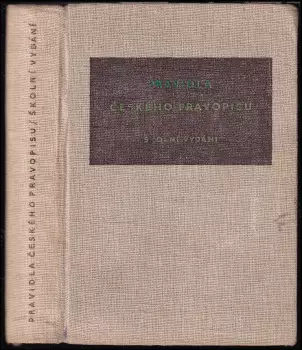 PRAVIDLA ČESKÉHO PRAVOPISU / ŠKOLNÍ VYDÁNÍ
PRAVIDLA
ČESKÉHO PRAVOPISU
ŠKOLNÍ VYDÁNÍ